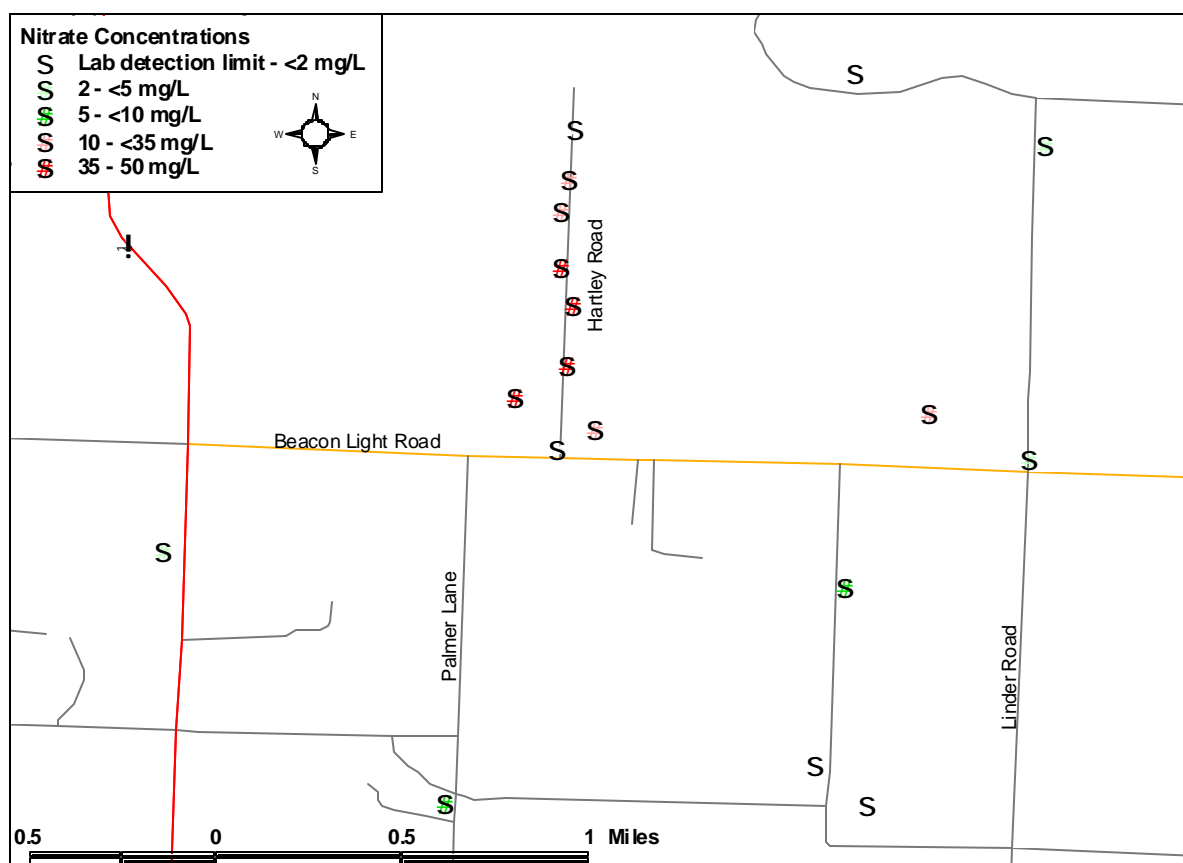 Nitrate Concentrations
S Lab detection limit - <2 mg/L
S 2 - <5 mg/L
S 5 - <10 mg/L
S 10 - <35 mg/L
S 35 - 50 mg/L
N
W E
S
S
S
S
S
S
Hartley Road
S
S
S
S
S
S
S
Beacon Light Road
S
S
S
S
Palmer Lane
Linder Road
S
S
S
0.5 0 0.5 1 Miles